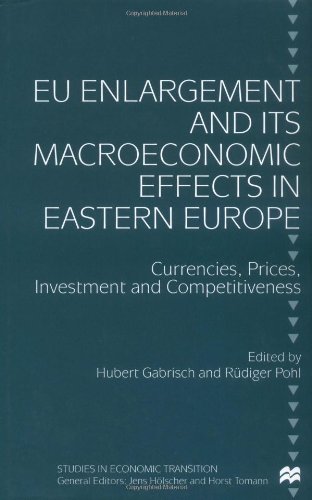 EU ENLARGEMENT
AND ITS
MACROECONOMIC
EFFECTS IN
EASTERN EUROPE
Currencies, Prices,
Investment and Competitiveness
Edited by
Hubert Gabrisch and Rüdiger Pohl
STUDIES IN ECONOMIC TRANSITION
General Editors: Jens Hölscher and Horst Tomann